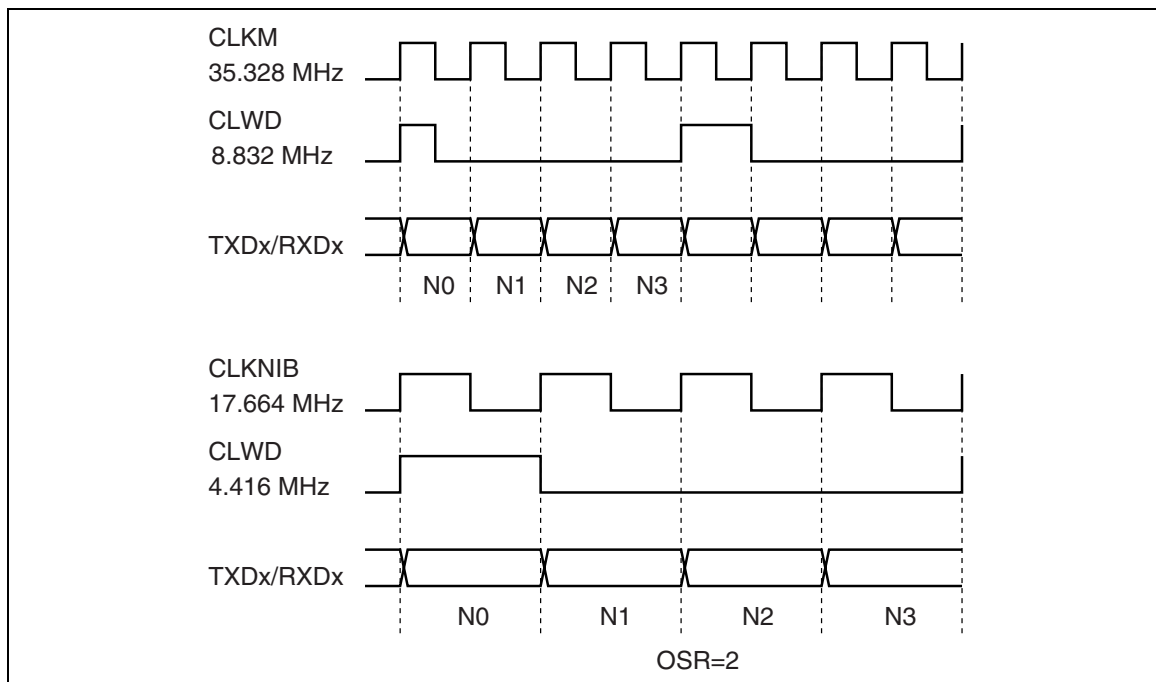 CLKM
35.328 MHz
CLWD
8.832 MHz
TXDx/RXDx
N0 N1 N2 N3
CLKNIB
17.664 MHz
CLWD
4.416 MHz
TXDx/RXDx
N0 N1 N2 N3
OSR=2